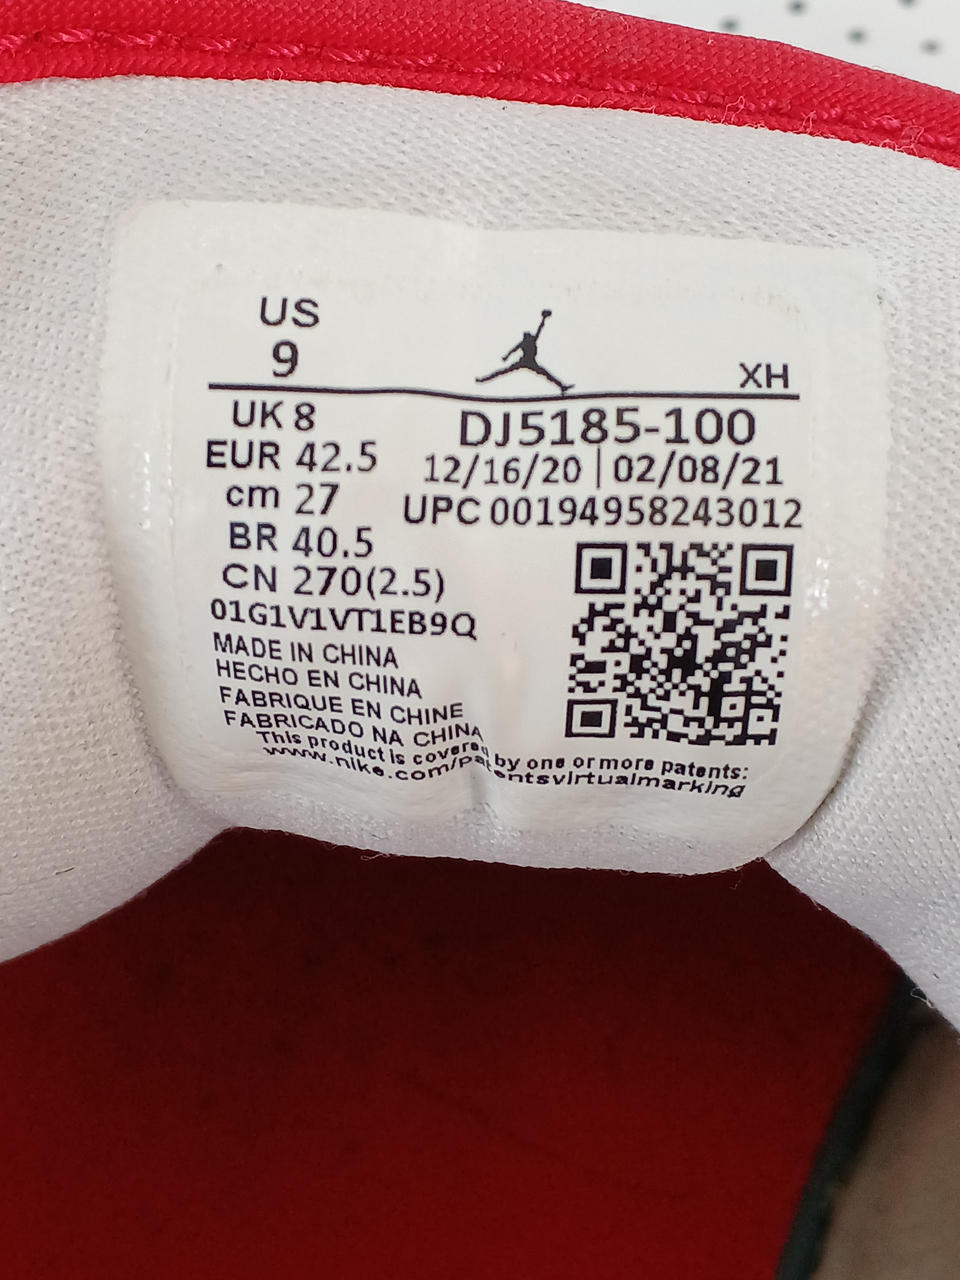 US
9
XH
UK 8
EUR 42.5
cm 27
BR 40.5
CN 270(2.5)
DJ5185-100
12/16/20 | 02/08/21
UPC 00194958243012
01G1V1VT1EB9Q
MADE IN CHINA
HECHO EN CHINA
FABRIQUE EN CHINE
FABRICADO NA CHINA
This product is covered by one or more patents:
www.nike.com/patentsvirtualmarking